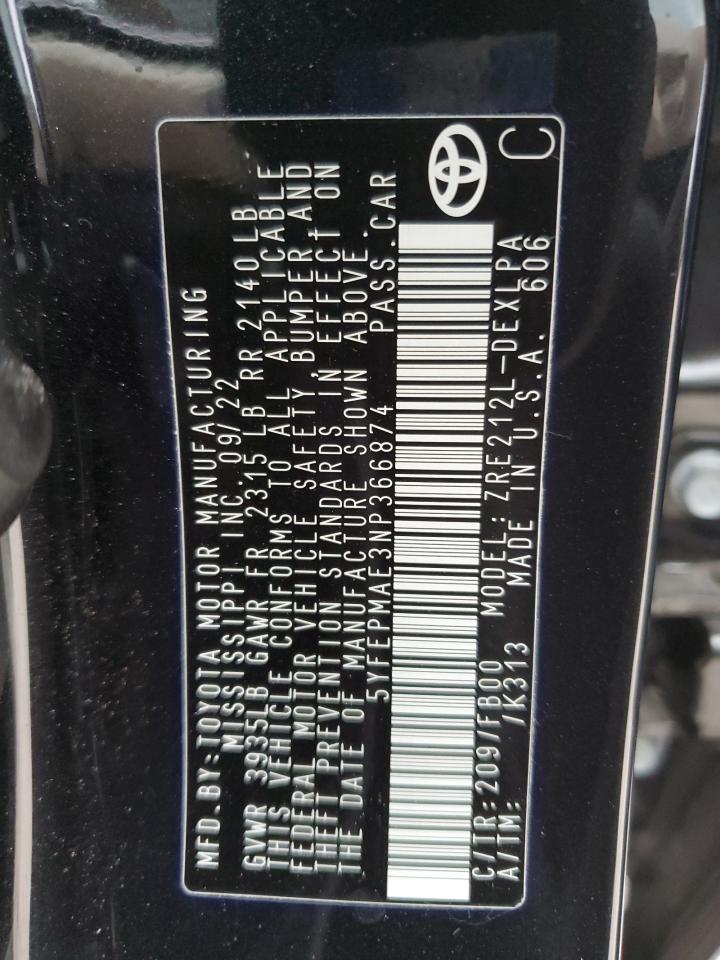 MFD.BY:TOYOTA MOTOR MANUFACTURING
MISSISSIPPI INC. 09/22
GVWR 3935LB GAWR FR 2315LB RR 2140LB
THIS VEHICLE CONFORMS TO ALL APPLICABLE
FEDERAL MOTOR VEHICLE SAFETY, BUMPER AND
THEFT PREVENTION STANDARDS IN EFFECT ON
THE DATE OF MANUFACTURE SHOWN ABOVE.
5YFEPMAE3NP366874 PASS.CAR
C/TR:209/FB00 MODEL:ZRE212L-DEXLPA
A/TM: /K313 MADE IN U.S.A. 606
C